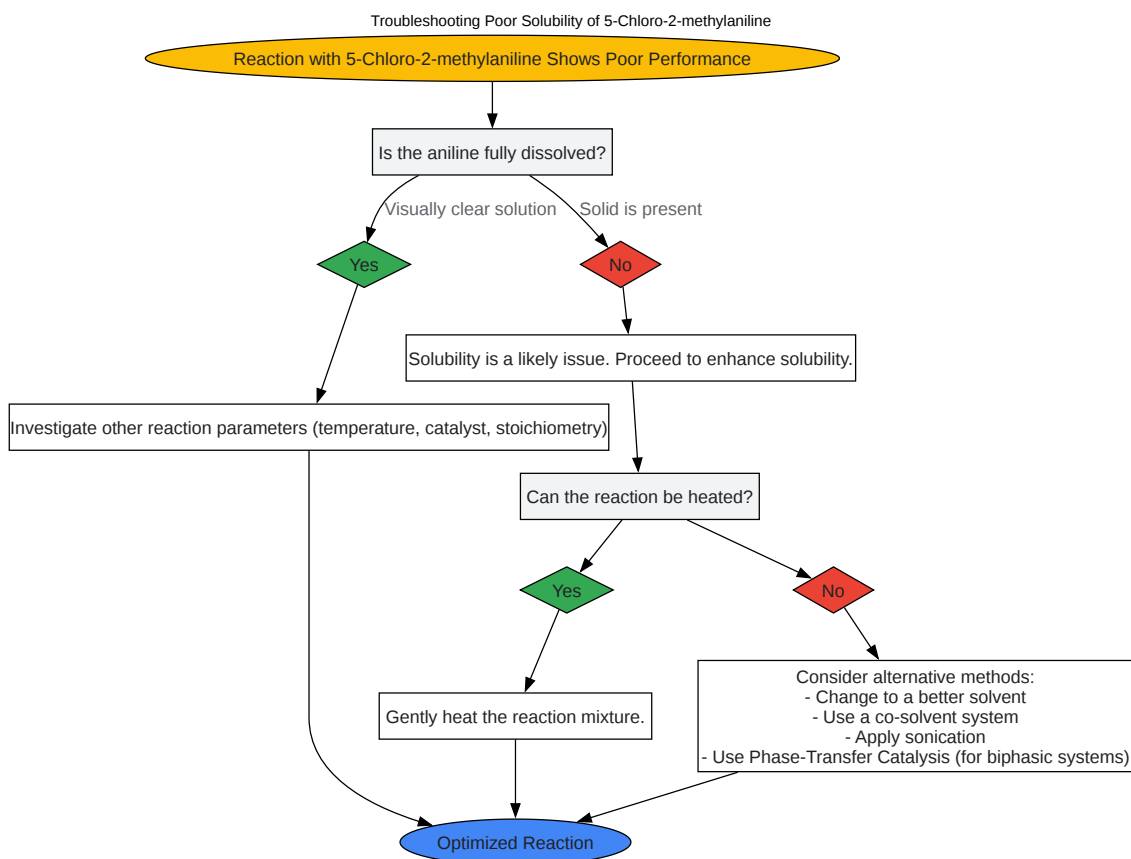 Troubleshooting Poor Solubility of 5-Chloro-2-methylaniline
Reaction with 5-Chloro-2-methylaniline Shows Poor Performance
Is the aniline fully dissolved?
Visually clear solution
Solid is present
Yes
No
Solubility is a likely issue. Proceed to enhance solubility.
Investigate other reaction parameters (temperature, catalyst, stoichiometry)
Can the reaction be heated?
Yes
No
Gently heat the reaction mixture.
Consider alternative methods:
- Change to a better solvent
- Use a co-solvent system
- Apply sonication
- Use Phase-Transfer Catalysis (for biphasic systems)
Optimized Reaction